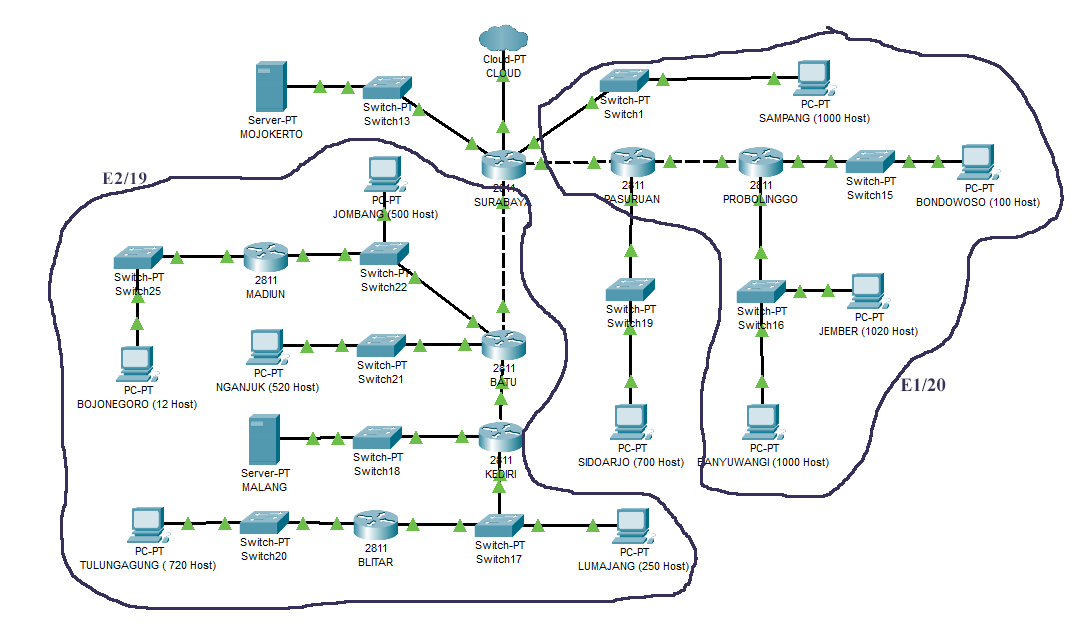 Cloud-PT
CLOUD
Server-PT
MOJOKERTO
Switch-PT
Switch13
Switch-PT
Switch1
PC-PT
SAMPANG (1000 Host)
E2/19
PC-PT
JOMBANG (500 Host)
2811
SURABAYA
2811
PASURUAN
2811
PROBOLINGGO
Switch-PT
Switch15
PC-PT
BONDOWOSO (100 Host)
Switch-PT
Switch25
2811
MADIUN
Switch-PT
Switch22
Switch-PT
Switch19
Switch-PT
Switch16
PC-PT
JEMBER (1020 Host)
PC-PT
BOJONEGORO (12 Host)
PC-PT
NGANJUK (520 Host)
Switch-PT
Switch21
2811
BATU
E1/20
Server-PT
MALANG
Switch-PT
Switch18
2811
KEDIRI
PC-PT
SIDOARJO (700 Host)
PC-PT
BANYUWANGI (1000 Host)
PC-PT
TULUNGAGUNG ( 720 Host)
Switch-PT
Switch20
2811
BLITAR
Switch-PT
Switch17
PC-PT
LUMAJANG (250 Host)